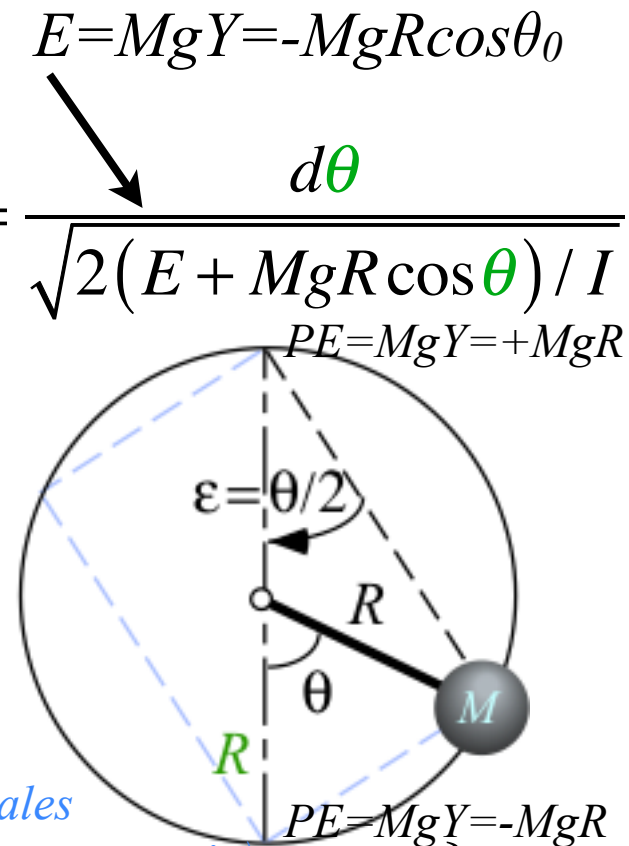 E=MgY=-MgRcosθ₀
dθ
=
√2(E + MgR cos θ) / I
PE=MgY=+MgR
ε=θ/2
R
θ
M
R
ales
PE=MgY=-MgR